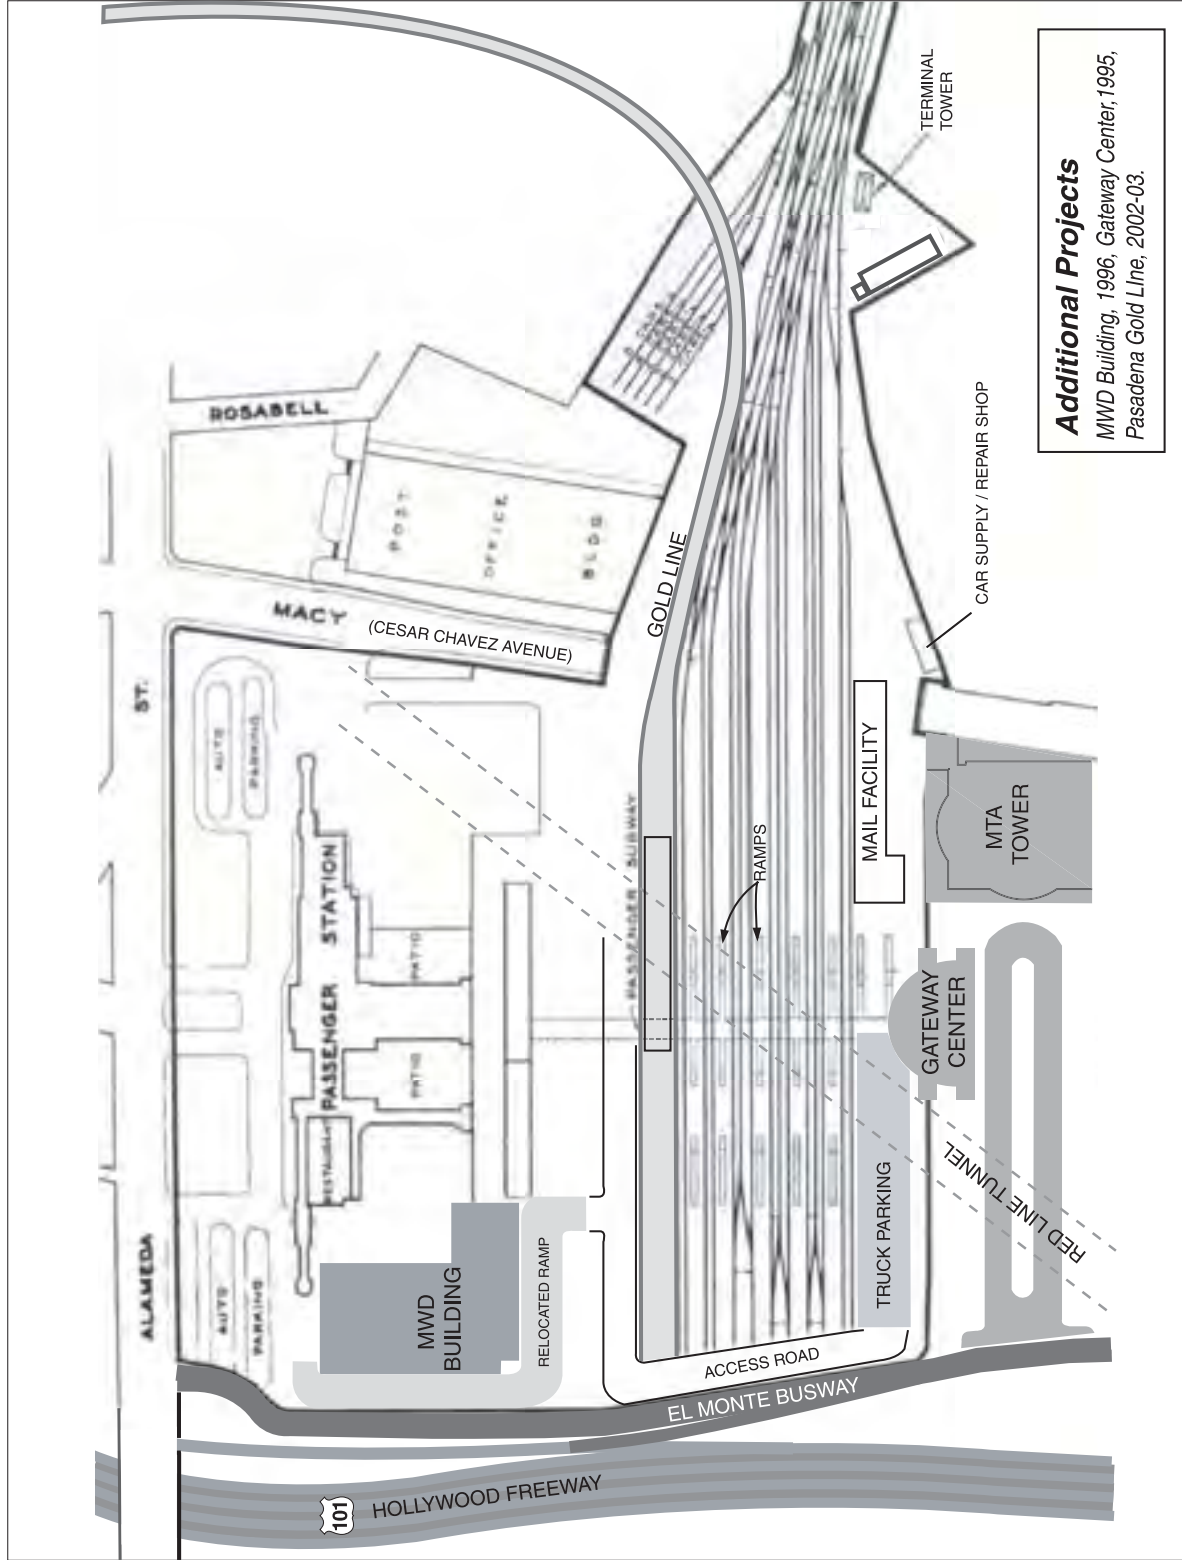 Additional Projects
MWD Building, 1996, Gateway Center,1995,
Pasadena Gold LIne, 2002-03.
TERMINAL
TOWER
ROSABELL
POST
OFFICE
BLDG
MACY
(CESAR CHAVEZ AVENUE)
GOLD LINE
CAR SUPPLY / REPAIR SHOP
ST.
AUTO
PARKING
PASSENGER STATION
PATIO
PATIO
RESTAURANT
PASSENGER SUBWAY
RAMPS
MAIL FACILITY
MTA
TOWER
GATEWAY
CENTER
RED LINE TUNNEL
TRUCK PARKING
ALAMEDA
AUTO
PARKING
MWD
BUILDING
RELOCATED RAMP
ACCESS ROAD
EL MONTE BUSWAY
101
HOLLYWOOD FREEWAY